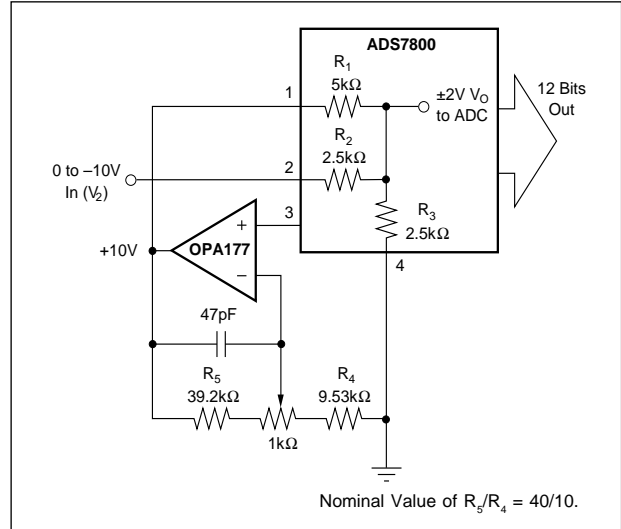 ADS7800
R1
5kΩ
1
±2V VO
to ADC
12 Bits
Out
R2
2.5kΩ
0 to –10V
In (V2)
2
R3
2.5kΩ
3
+
OPA177
–
+10V
4
47pF
R5
39.2kΩ
1kΩ
R4
9.53kΩ
Nominal Value of R5/R4 = 40/10.